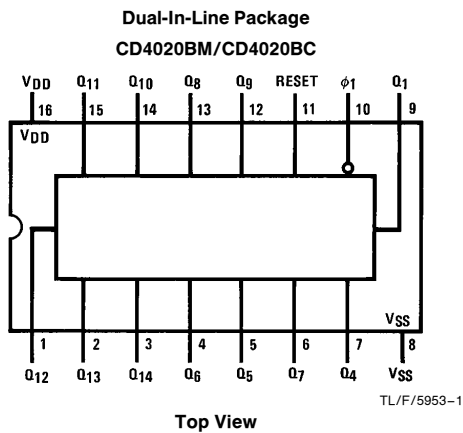 Dual-In-Line Package
CD4020BM/CD4020BC
VDD Q11 Q10 Q8 Q9 RESET ϕ1 Q1
16 15 14 13 12 11 10 9
VDD
VSS
1 2 3 4 5 6 7 8
Q12 Q13 Q14 Q6 Q5 Q7 Q4 VSS
TL/F/5953–1
Top View